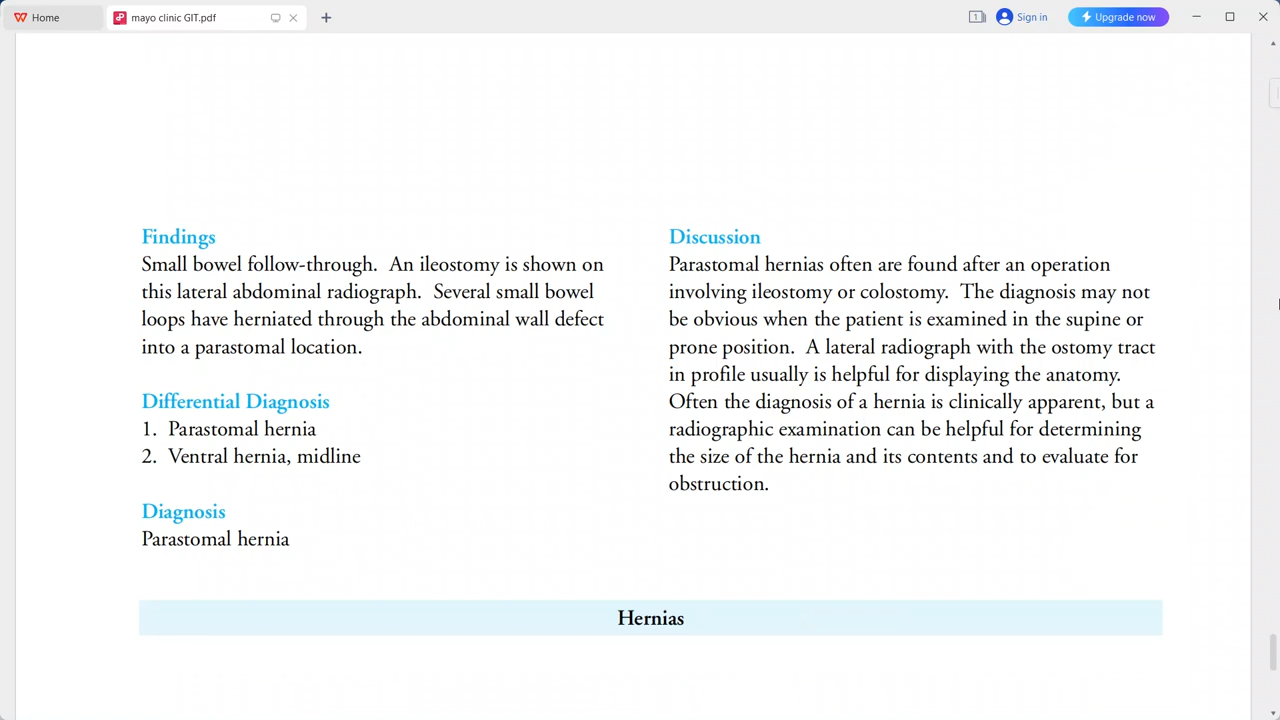 Home
mayo clinic GIT.pdf
1
Sign in
Upgrade now
Findings
Small bowel follow-through. An ileostomy is shown on
this lateral abdominal radiograph. Several small bowel
loops have herniated through the abdominal wall defect
into a parastomal location.
Differential Diagnosis
1. Parastomal hernia
2. Ventral hernia, midline
Diagnosis
Parastomal hernia
Discussion
Parastomal hernias often are found after an operation
involving ileostomy or colostomy. The diagnosis may not
be obvious when the patient is examined in the supine or
prone position. A lateral radiograph with the ostomy tract
in profile usually is helpful for displaying the anatomy.
Often the diagnosis of a hernia is clinically apparent, but a
radiographic examination can be helpful for determining
the size of the hernia and its contents and to evaluate for
obstruction.
Hernias